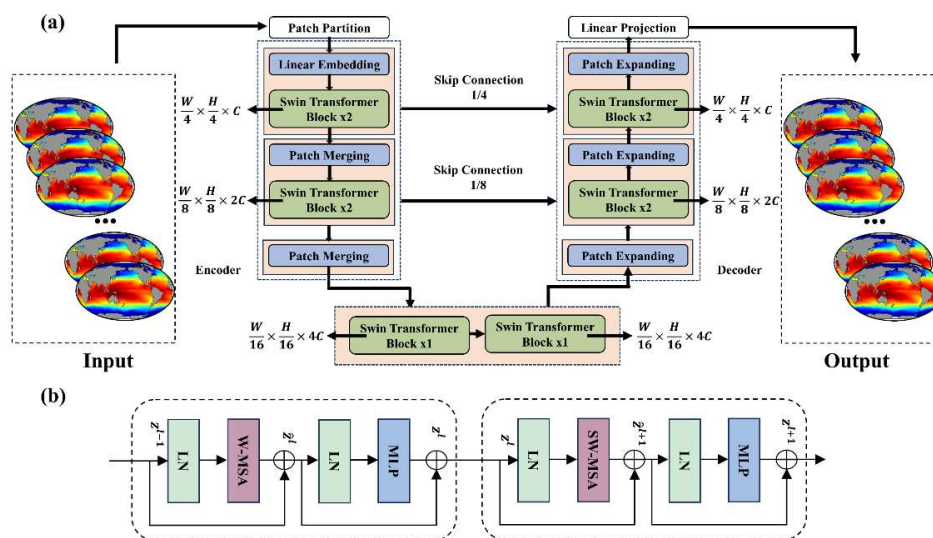 (a)
Patch Partition
Linear Projection
Linear Embedding
Patch Expanding
Skip Connection
1/4
W/4 × H/4 × C
Swin Transformer
Block x2
Swin Transformer
Block x2
W/4 × H/4 × C
Patch Merging
Patch Expanding
Skip Connection
1/8
W/8 × H/8 × 2C
Swin Transformer
Block x2
Swin Transformer
Block x2
W/8 × H/8 × 2C
•••
•••
Encoder
Patch Merging
Patch Expanding
Decoder
W/16 × H/16 × 4C
Swin Transformer
Block x1
Swin Transformer
Block x1
W/16 × H/16 × 4C
Input
Output
(b)
z^{l-1}
LN
W-MSA
ẑ^l
LN
MLP
z^l
z^l
LN
SW-MSA
ẑ^{l+1}
LN
MLP
z^{l+1}